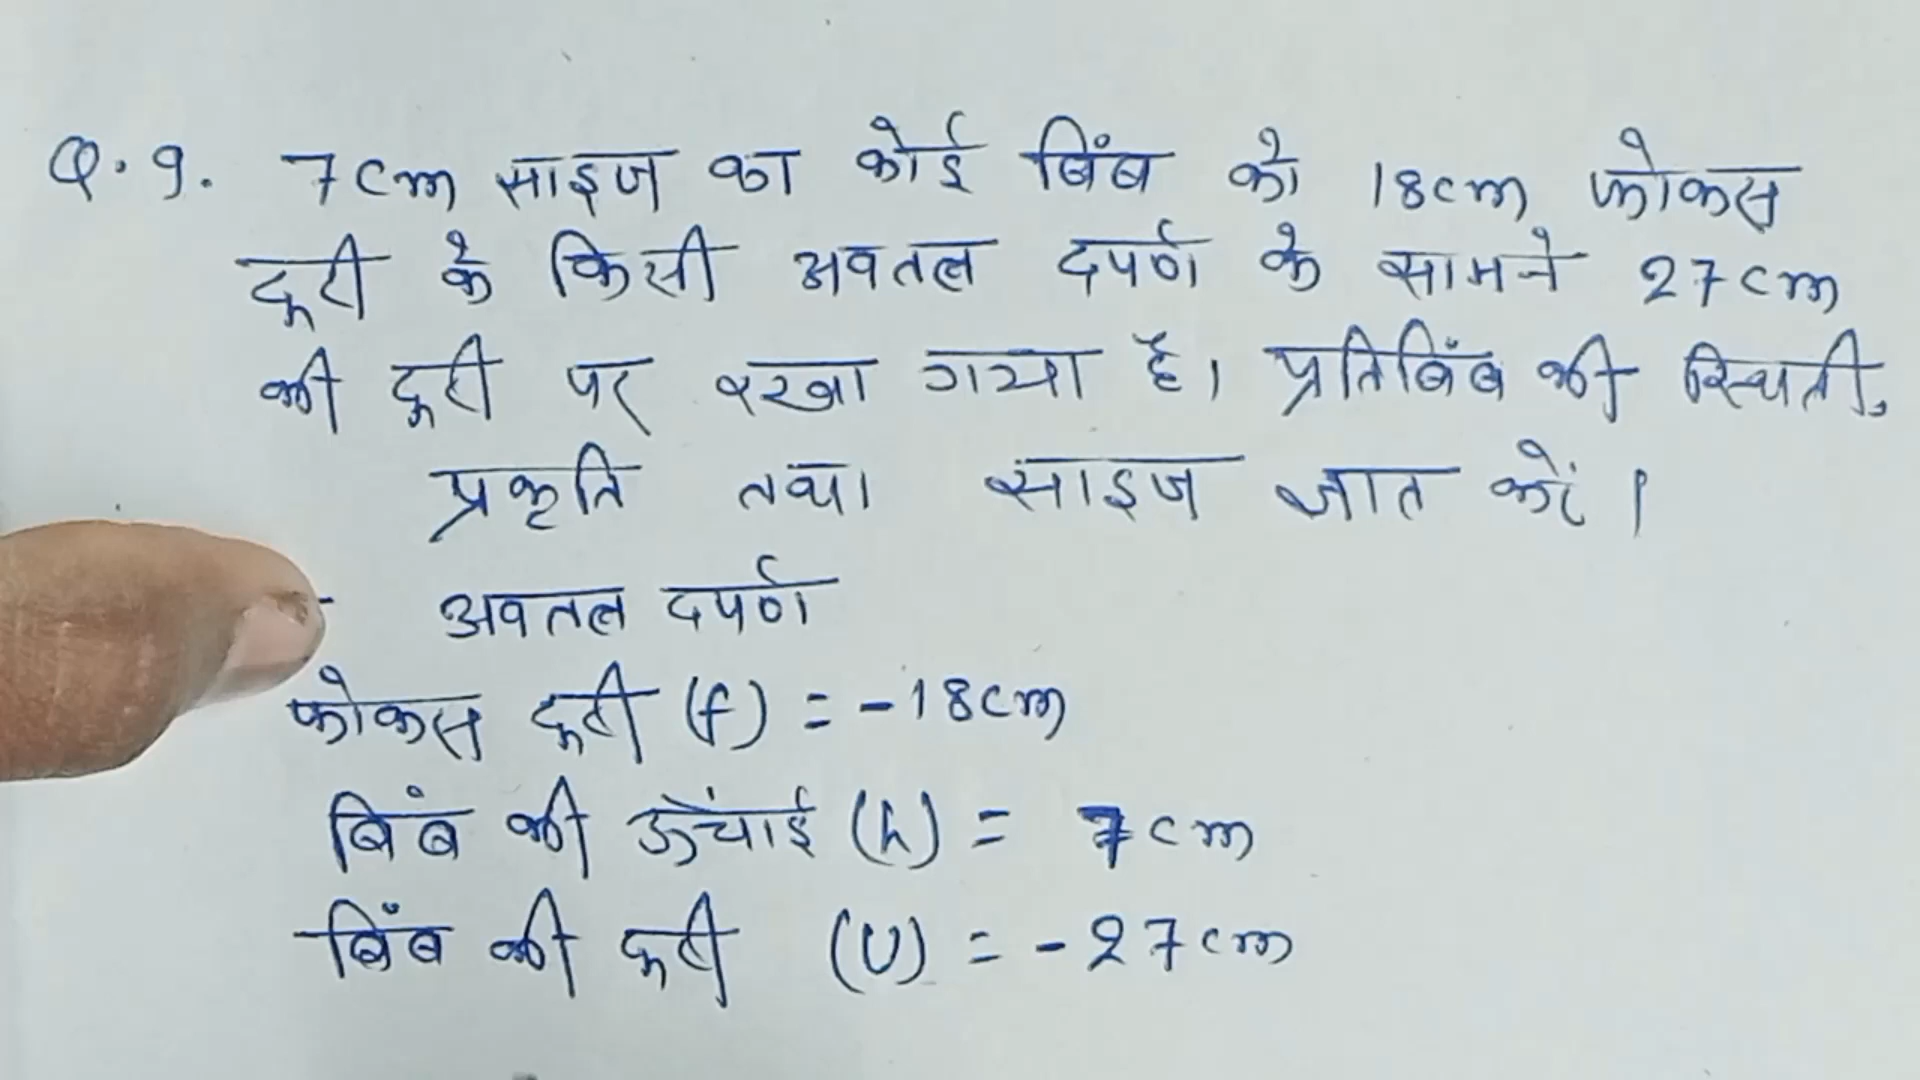 Q.9. 7cm साइज का कोई बिंब को 18cm फोकस
दूरी के किसी अवतल दर्पण के सामने 27cm
की दूरी पर रखा गया है। प्रतिबिंब की स्थिती,
प्रकृति तथा साइज ज्ञात करें।
अवतल दर्पण
फोकस दूरी (f) = -18cm
बिंब की ऊँचाई (h) = 7cm
बिंब की दूरी (U) = -27cm